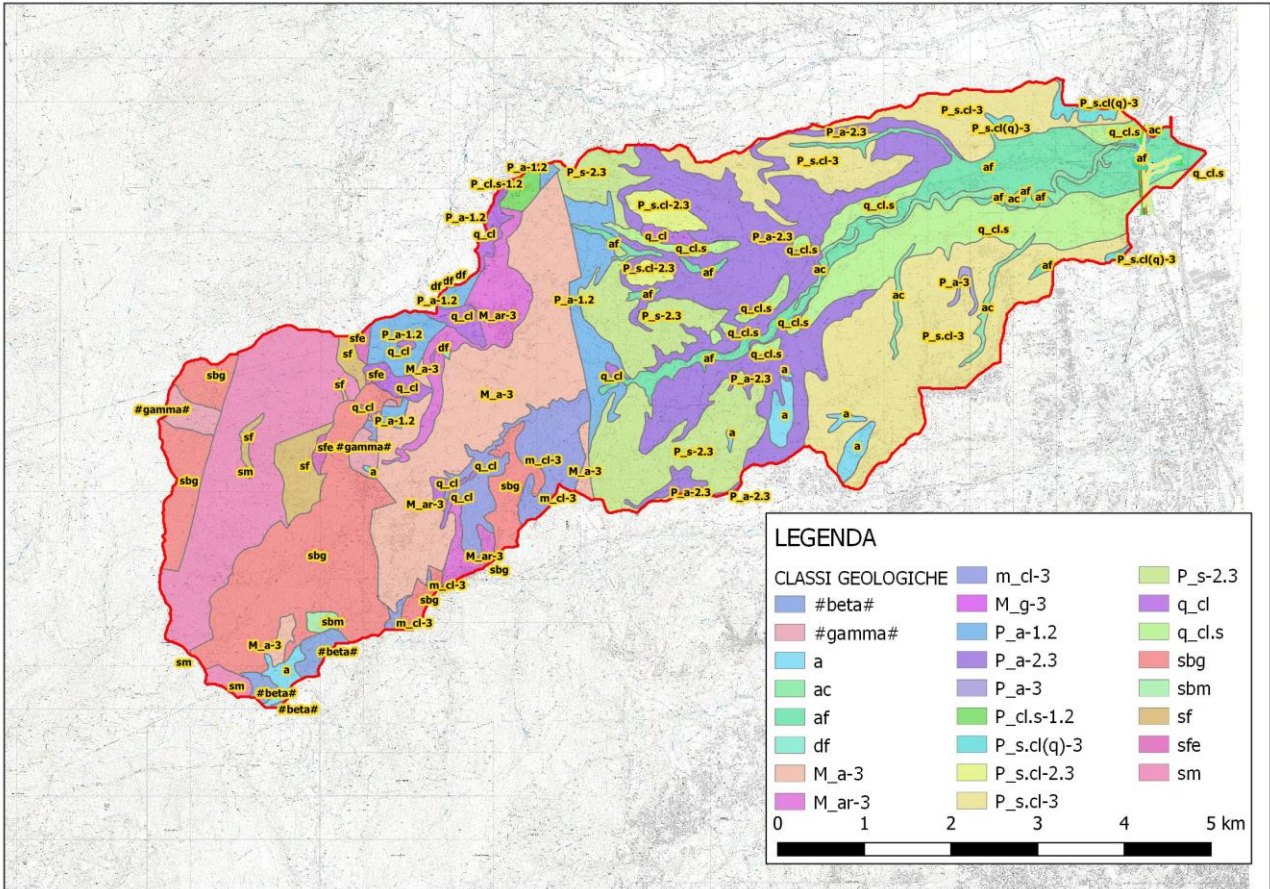 P_s.cl-3
P_s.cl(q)-3
P_a-2.3
P_s.cl(q)-3
q_cl.s
ac
P_s.cl-3
af
P_a-1.2
P_s-2.3
af
q_cl.s
P_cl.s-1.2
P_s.cl-2.3
q_cl.s
af
ac
af
af
P_a-1.2
q_cl
q_cl
P_a-2.3
q_cl.s
af
q_cl.s
q_cl.s
P_s.cl(q)-3
df
df
df
P_s.cl-2.3
af
ac
af
P_a-1.2
P_a-1.2
af
P_a-3
ac
ac
q_cl
M_ar-3
P_s-2.3
q_cl.s
q_cl.s
q_cl.s
P_s.cl-3
sfe
P_a-1.2
sf
q_cl
df
af
q_cl.s
sbg
sfe
M_a-3
q_cl
a
sf
q_cl
P_a-2.3
M_a-3
#gamma#
q_cl
P_a-1.2
a
a
sf
sfe #gamma#
a
sm
sf
a
m_cl-3
P_s-2.3
a
sbg
q_cl
q_cl
sbg
M_a-3
q_cl
m_cl-3
P_a-2.3
P_a-2.3
M_ar-3
sbg
M_ar-3
sbg
m_cl-3
sbg
sbm
m_cl-3
M_a-3
#beta#
sm
a
sm
#beta#
#beta#
LEGENDA
CLASSI GEOLOGICHE
#beta#
#gamma#
a
ac
af
df
M_a-3
M_ar-3
m_cl-3
M_g-3
P_a-1.2
P_a-2.3
P_a-3
P_cl.s-1.2
P_s.cl(q)-3
P_s.cl-2.3
P_s.cl-3
P_s-2.3
q_cl
q_cl.s
sbg
sbm
sf
sfe
sm
0 1 2 3 4 5 km